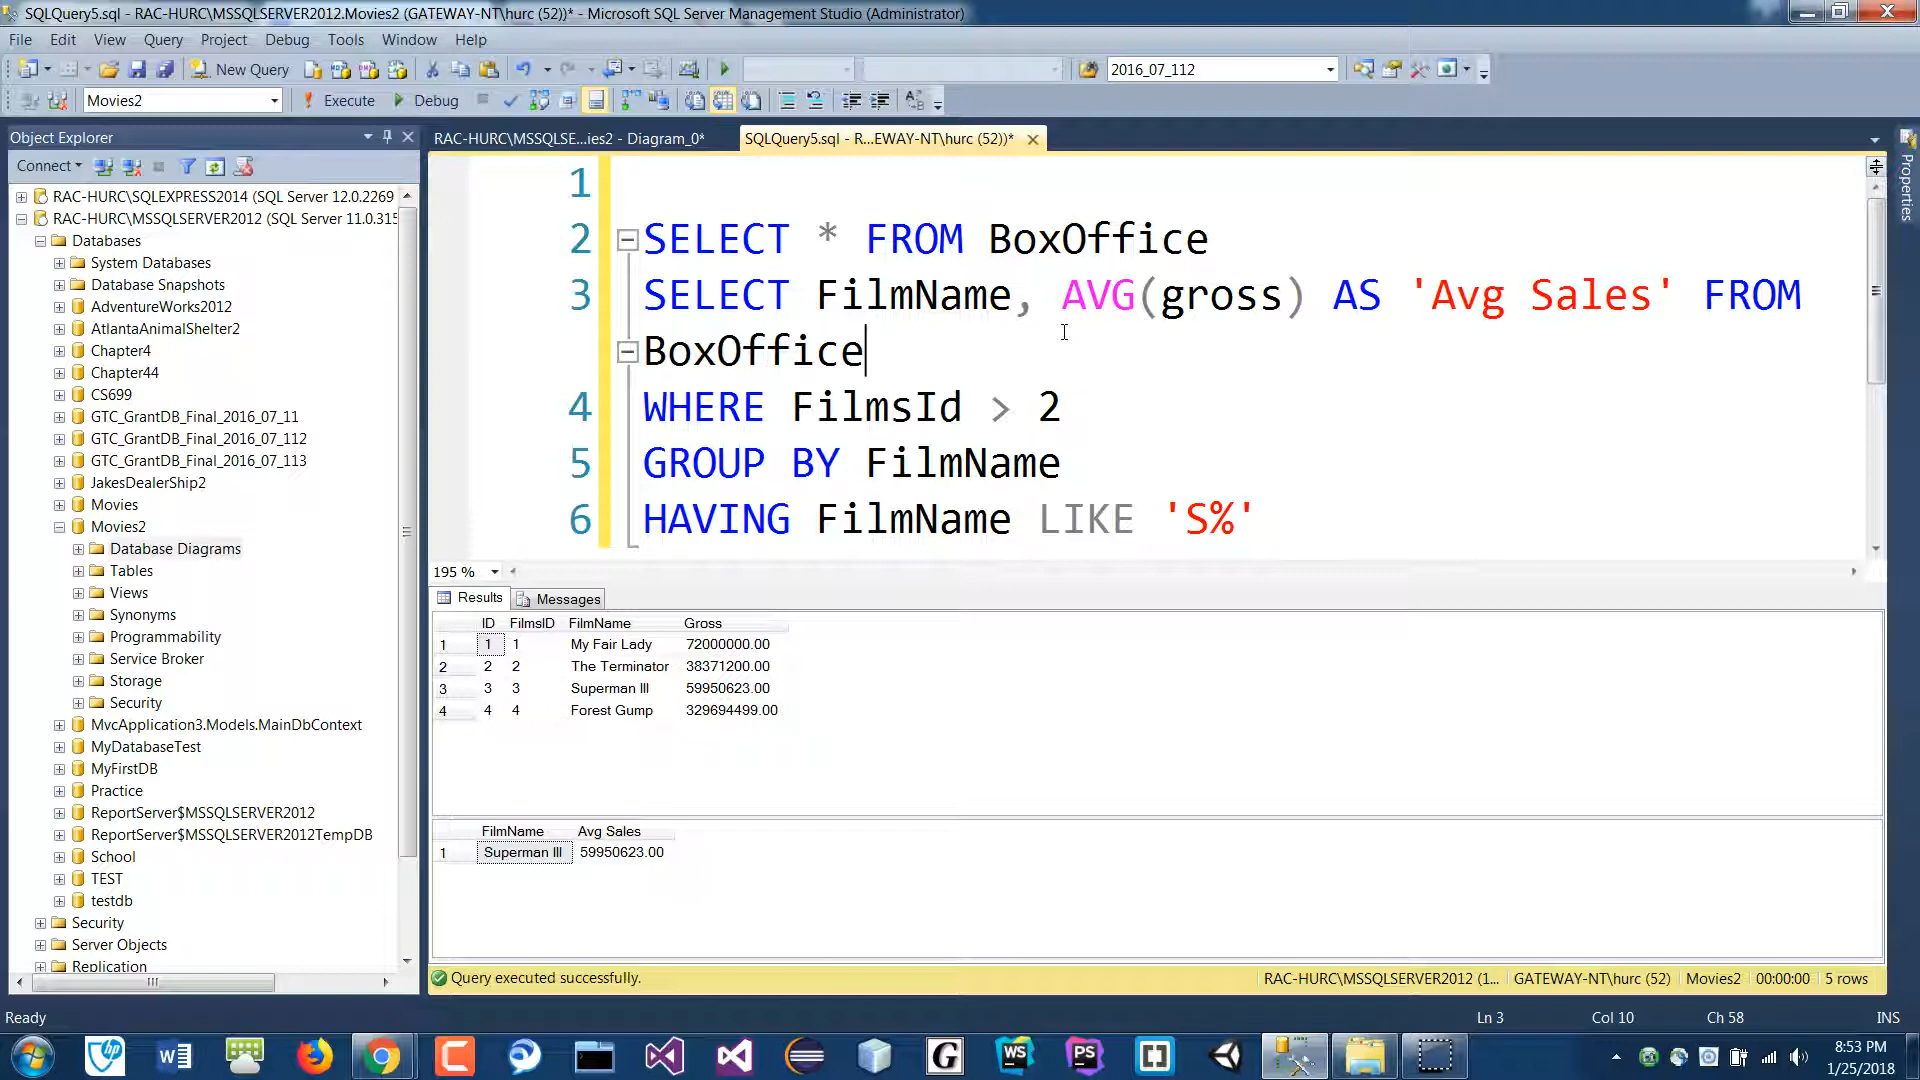 SQLQuery5.sql - RAC-HURC\MSSQLSERVER2012.Movies2 (GATEWAY-NT\hurc (52))* - Microsoft SQL Server Management Studio (Administrator)
File Edit View Query Project Debug Tools Window Help
New Query 2016_07_112
Movies2 Execute Debug
Object Explorer
RAC-HURC\MSSQLSE...ies2 - Diagram_0*
SQLQuery5.sql - R...EWAY-NT\hurc (52))*
Properties
Connect
RAC-HURC\SQLEXPRESS2014 (SQL Server 12.0.2269
RAC-HURC\MSSQLSERVER2012 (SQL Server 11.0.315
Databases
System Databases
Database Snapshots
AdventureWorks2012
AtlantaAnimalShelter2
Chapter4
Chapter44
CS699
GTC_GrantDB_Final_2016_07_11
GTC_GrantDB_Final_2016_07_112
GTC_GrantDB_Final_2016_07_113
JakesDealerShip2
Movies
Movies2
Database Diagrams
Tables
Views
Synonyms
Programmability
Service Broker
Storage
Security
MvcApplication3.Models.MainDbContext
MyDatabaseTest
MyFirstDB
Practice
ReportServer$MSSQLSERVER2012
ReportServer$MSSQLSERVER2012TempDB
School
TEST
testdb
Security
Server Objects
Replication
1
2 SELECT * FROM BoxOffice
3 SELECT FilmName, AVG(gross) AS 'Avg Sales' FROM
BoxOffice
4 WHERE FilmsId > 2
5 GROUP BY FilmName
6 HAVING FilmName LIKE 'S%'
195 %
Results Messages
ID FilmsID FilmName Gross
1 1 1 My Fair Lady 72000000.00
2 2 2 The Terminator 38371200.00
3 3 3 Superman III 59950623.00
4 4 4 Forest Gump 329694499.00
FilmName Avg Sales
1 Superman III 59950623.00
Query executed successfully. RAC-HURC\MSSQLSERVER2012 (1... GATEWAY-NT\hurc (52) Movies2 00:00:00 5 rows
Ready Ln 3 Col 10 Ch 58 INS
hp W G WS PS
8:53 PM
1/25/2018